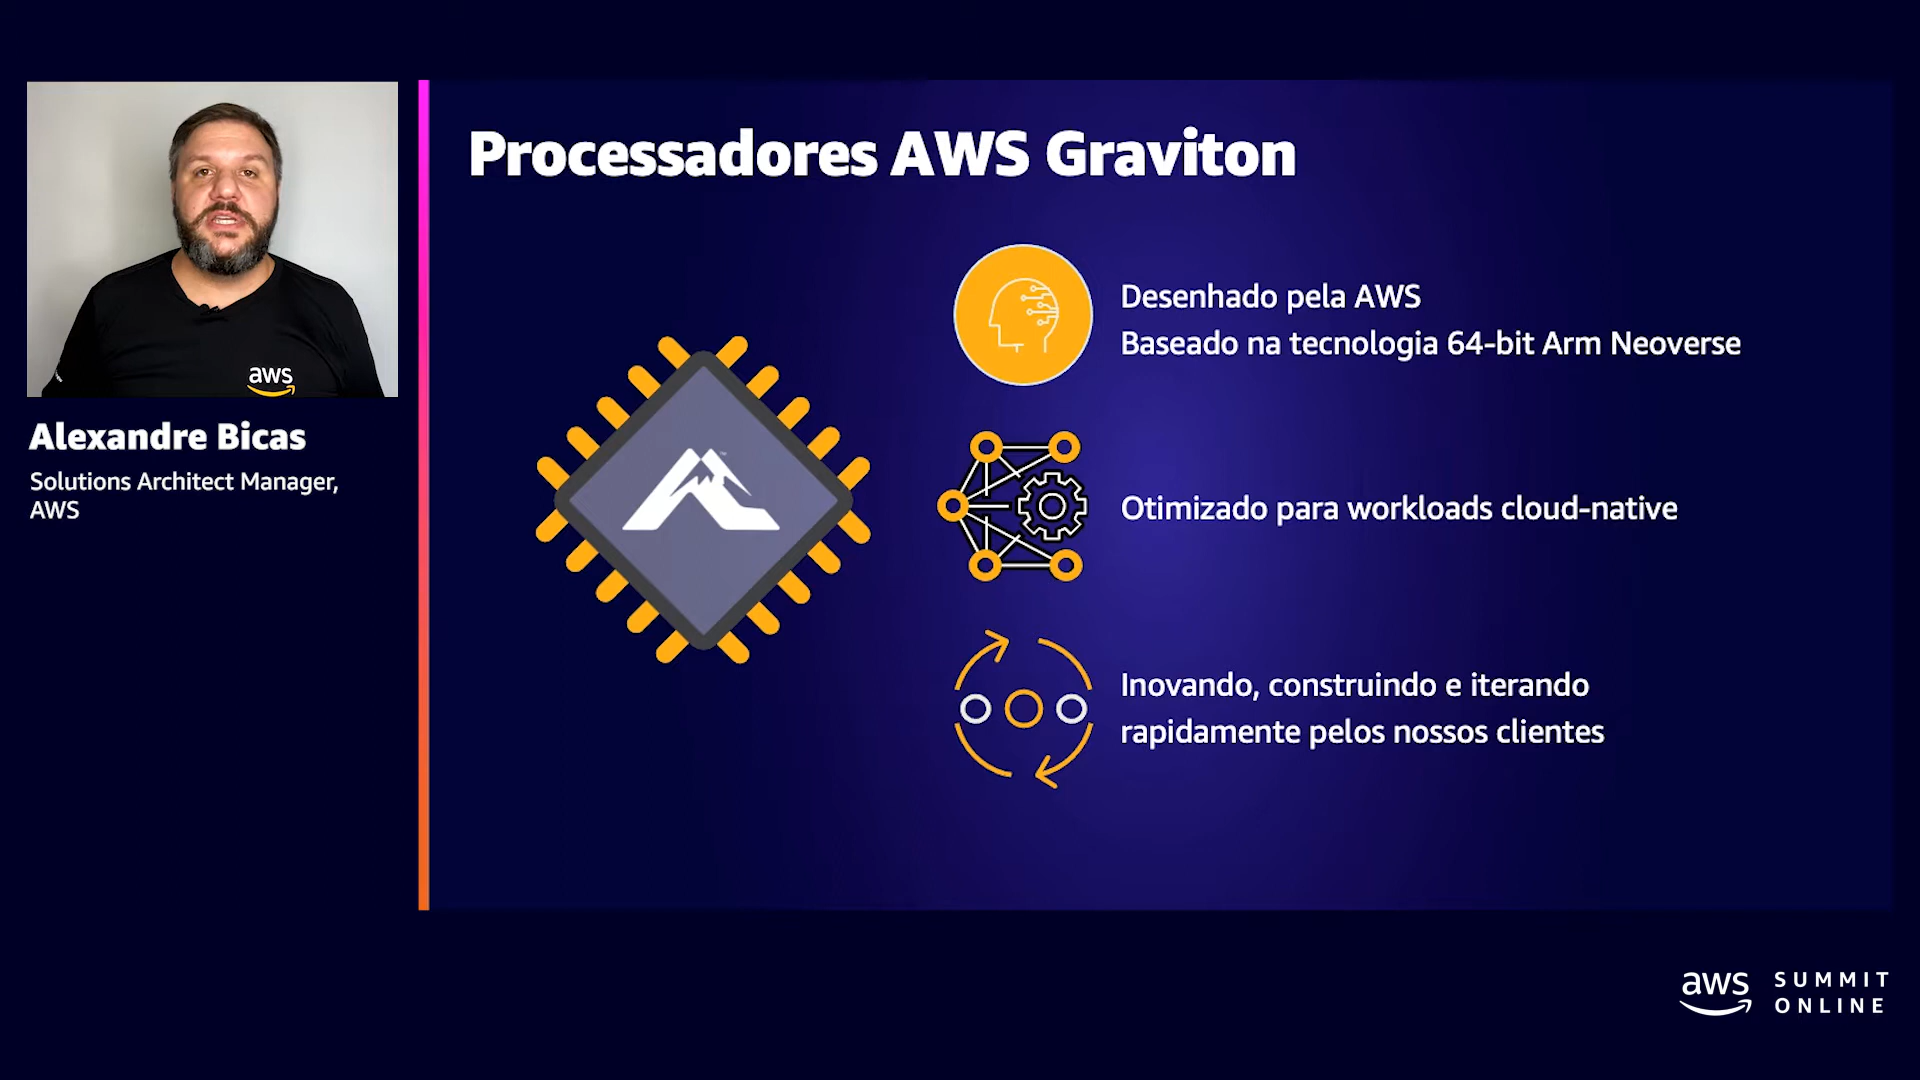 Processadores AWS Graviton
aws
Alexandre Bicas
Solutions Architect Manager,
AWS
Desenhado pela AWS
Baseado na tecnologia 64-bit Arm Neoverse
Otimizado para workloads cloud-native
Inovando, construindo e iterando
rapidamente pelos nossos clientes
aws SUMMIT
ONLINE